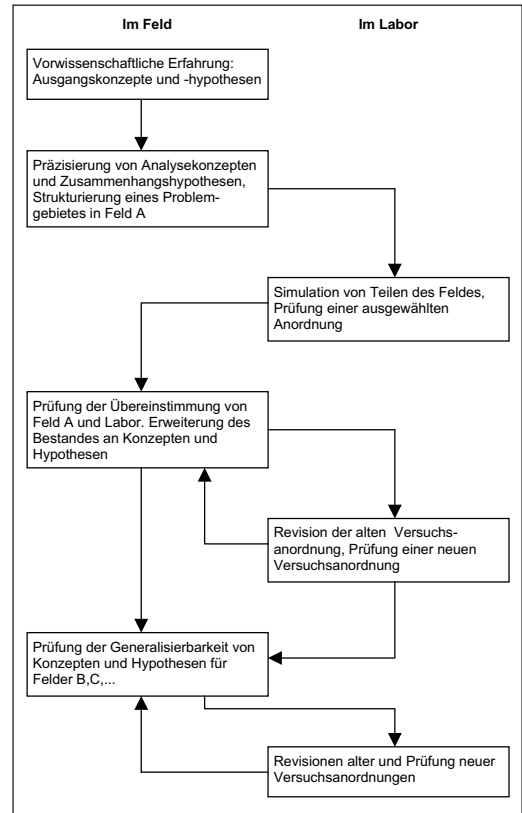 Im Feld
Im Labor
Vorwissenschaftliche Erfahrung:
Ausgangskonzepte und -hypothesen
Präzisierung von Analysekonzepten
und Zusammenhangshypothesen,
Strukturierung eines Problem-
gebietes in Feld A
Simulation von Teilen des Feldes,
Prüfung einer ausgewählten
Anordnung
Prüfung der Übereinstimmung von
Feld A und Labor. Erweiterung des
Bestandes an Konzepten und
Hypothesen
Revision der alten Versuchs-
anordnung, Prüfung einer neuen
Versuchsanordnung
Prüfung der Generalisierbarkeit von
Konzepten und Hypothesen für
Felder B,C,...
Revisionen alter und Prüfung neuer
Versuchsanordnungen